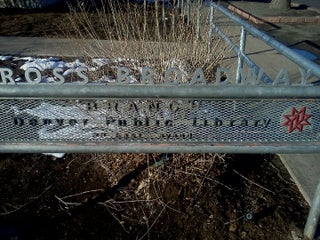 ROSS BROADWAY
BRANCH
Denver Public Library